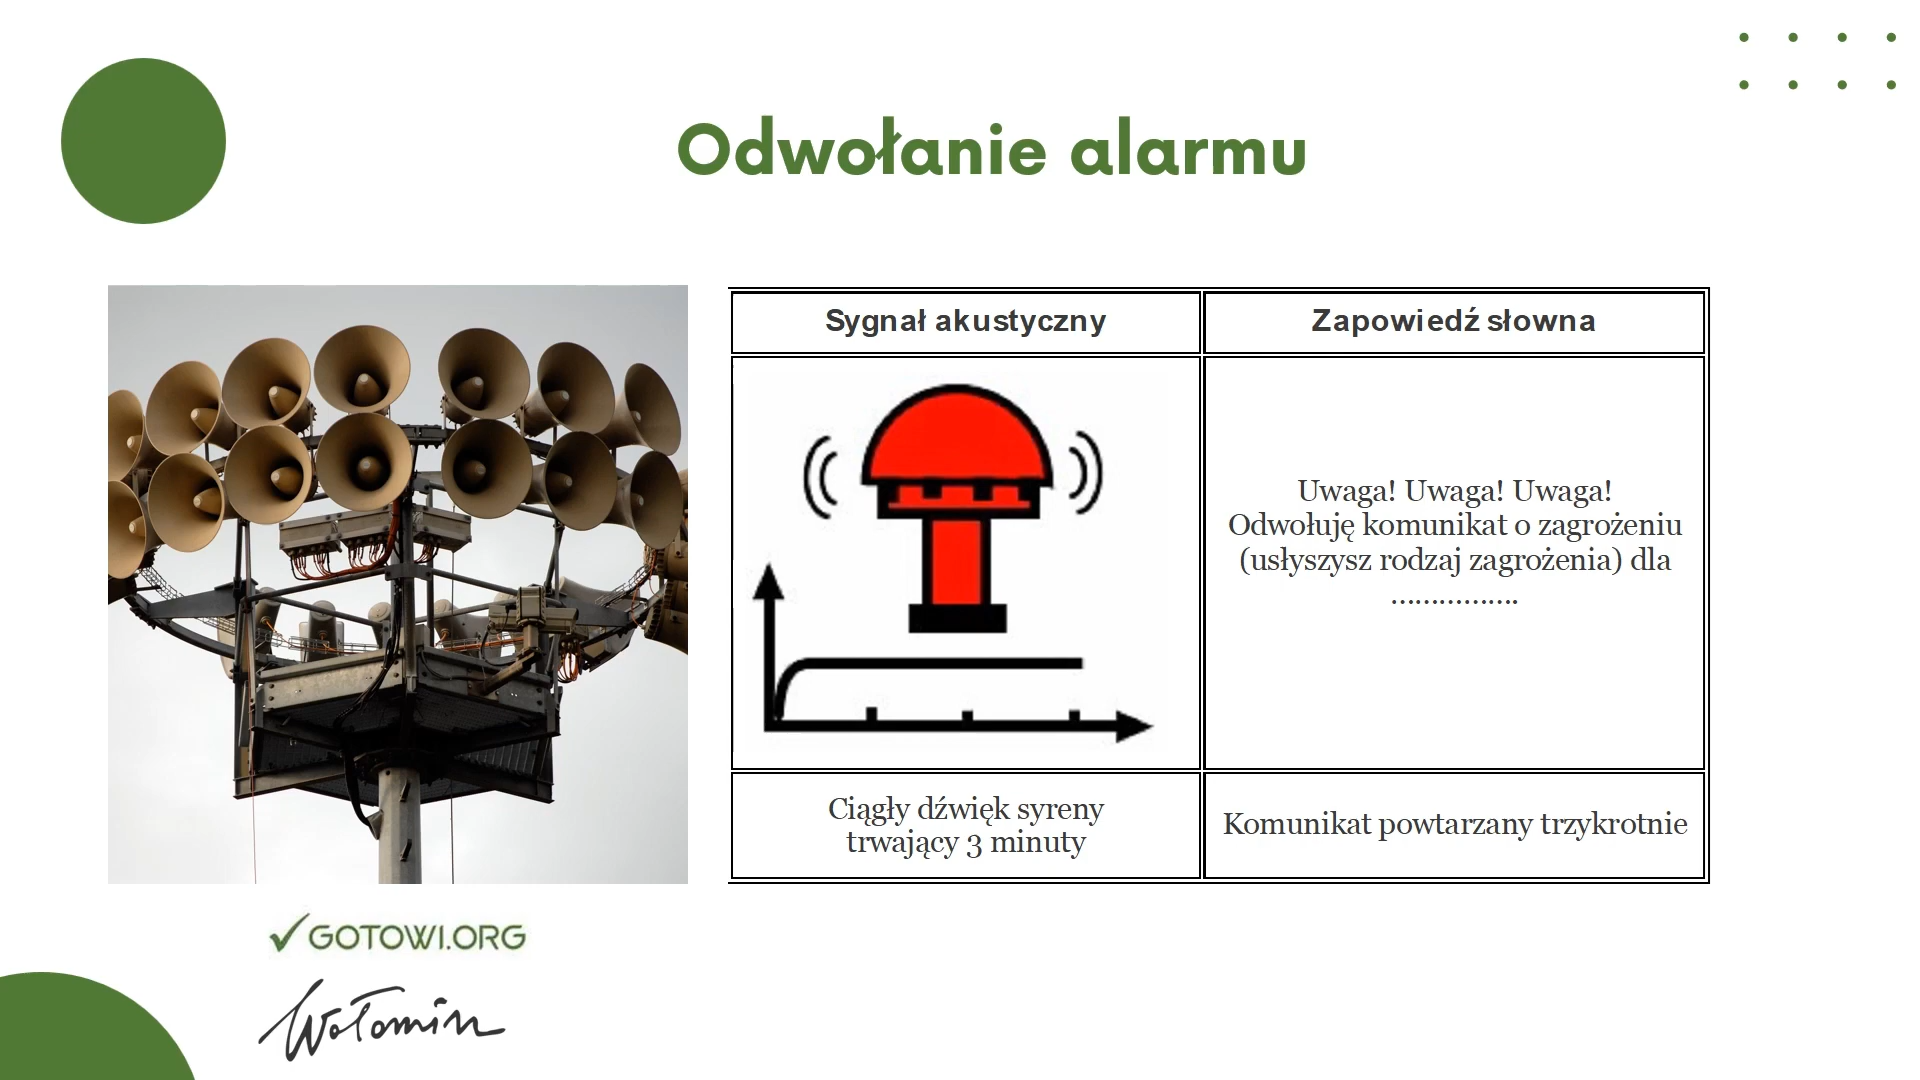 Odwołanie alarmu
Sygnał akustyczny
Zapowiedź słowna
Uwaga! Uwaga! Uwaga!
Odwołuję komunikat o zagrożeniu
(usłyszysz rodzaj zagrożenia) dla
................
Ciągły dźwięk syreny
trwający 3 minuty
Komunikat powtarzany trzykrotnie
GOTOWI.ORG
Wołomin